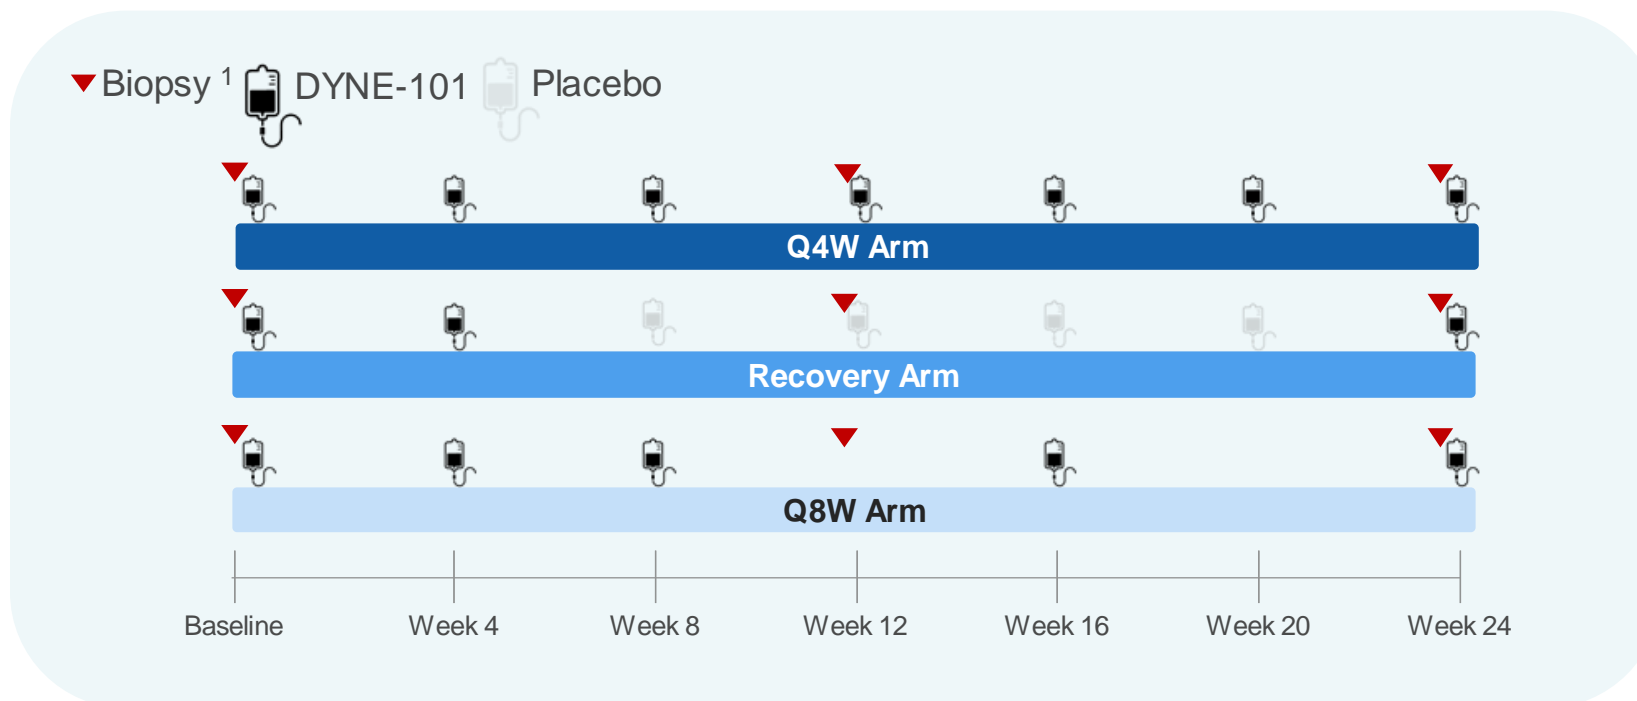 Biopsy 1 DYNE-101 Placebo
Q4W Arm
Recovery Arm
Q8W Arm
Baseline Week 4 Week 8 Week 12 Week 16 Week 20 Week 24